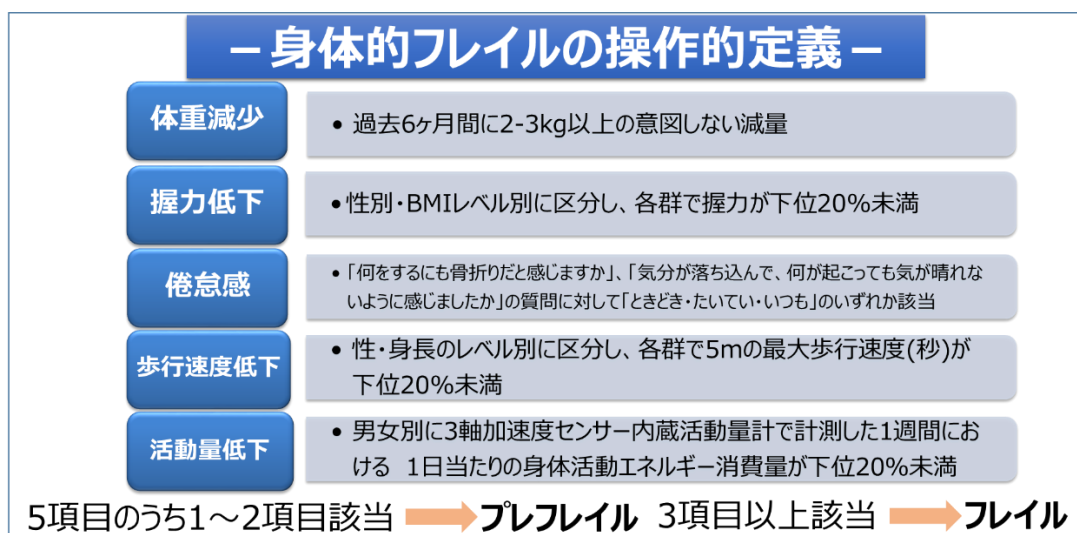 －身体的フレイルの操作的定義－
体重減少
• 過去6ヶ月間に2-3kg以上の意図しない減量
握力低下
•性別・BMIレベル別に区分し、各群で握力が下位20%未満
倦怠感
•「何をするにも骨折りだと感じますか」、「気分が落ち込んで、何が起こっても気が晴れな
いように感じましたか」の質問に対して「ときどき・たいてい・いつも」のいずれか該当
歩行速度低下
• 性・身長のレベル別に区分し、各群で5mの最大歩行速度(秒)が
下位20%未満
活動量低下
• 男女別に3軸加速度センサー内蔵活動量計で計測した1週間にお
ける 1日当たりの身体活動エネルギー消費量が下位20%未満
5項目のうち1～2項目該当 プレフレイル 3項目以上該当 フレイル